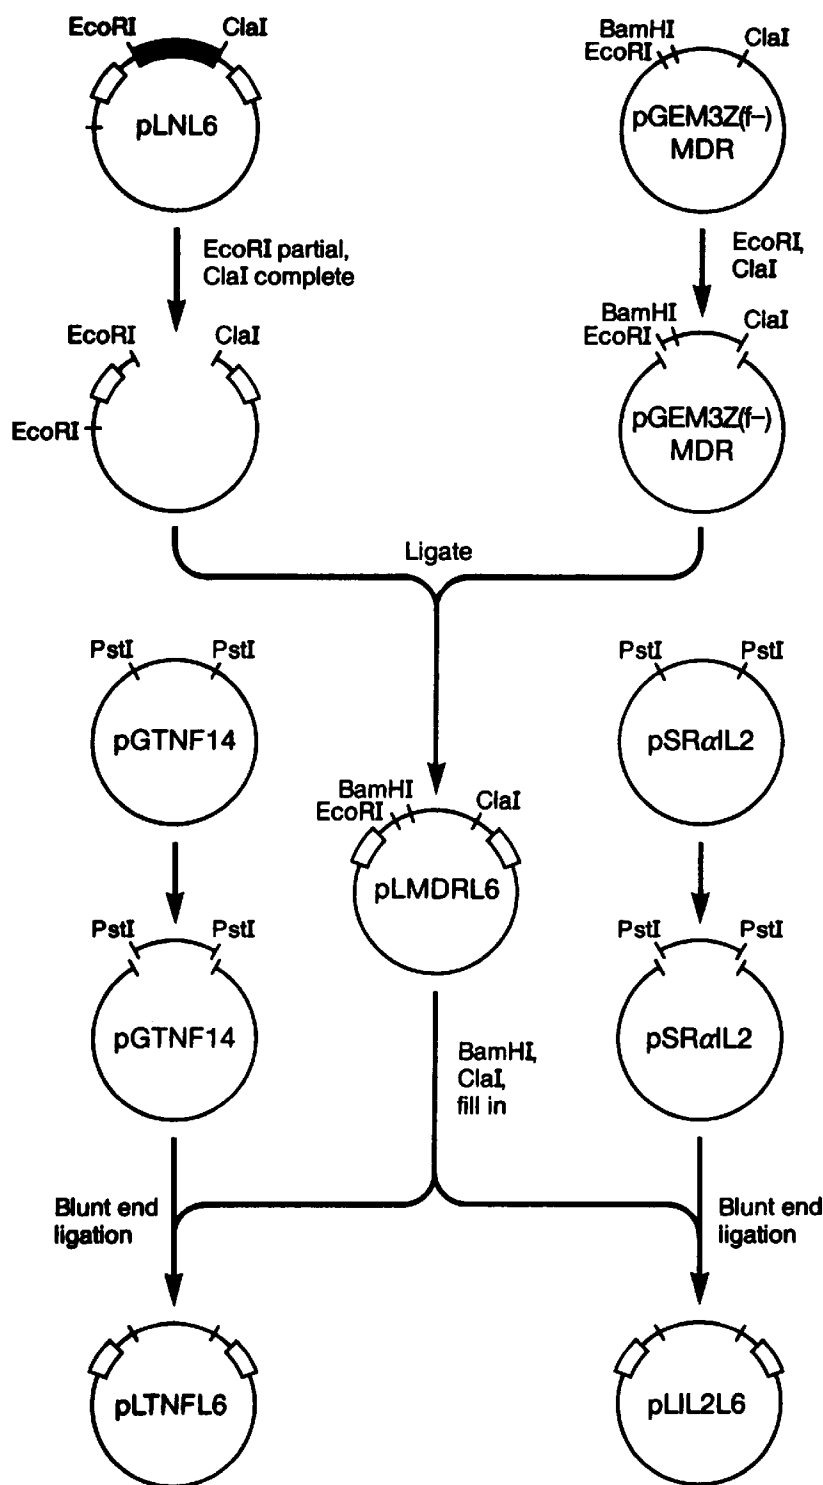 EcoRI
ClaI
pLNL6
BamHI
EcoRI
ClaI
pGEM3Z(f–)
MDR
EcoRI partial,
ClaI complete
EcoRI,
ClaI
EcoRI
ClaI
EcoRI
BamHI
EcoRI
ClaI
pGEM3Z(f–)
MDR
Ligate
PstI
PstI
pGTNF14
PstI
PstI
pSRαIL2
BamHI
EcoRI
ClaI
pLMDRL6
PstI
PstI
pGTNF14
PstI
PstI
pSRαIL2
BamHI,
ClaI,
fill in
Blunt end
ligation
Blunt end
ligation
pLTNFL6
pLIL2L6